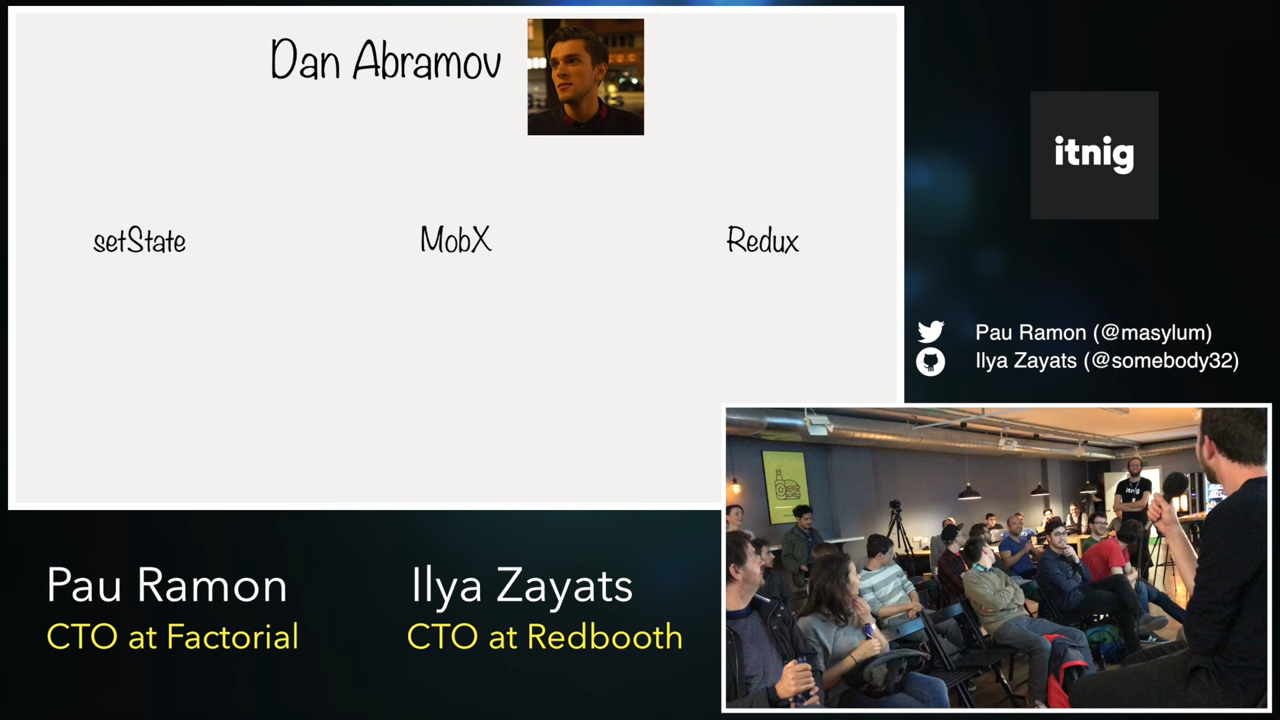 Dan Abramov
setState
MobX
Redux
itnig
Pau Ramon (@masylum)
Ilya Zayats (@somebody32)
Pau Ramon
CTO at Factorial
Ilya Zayats
CTO at Redbooth
itnig